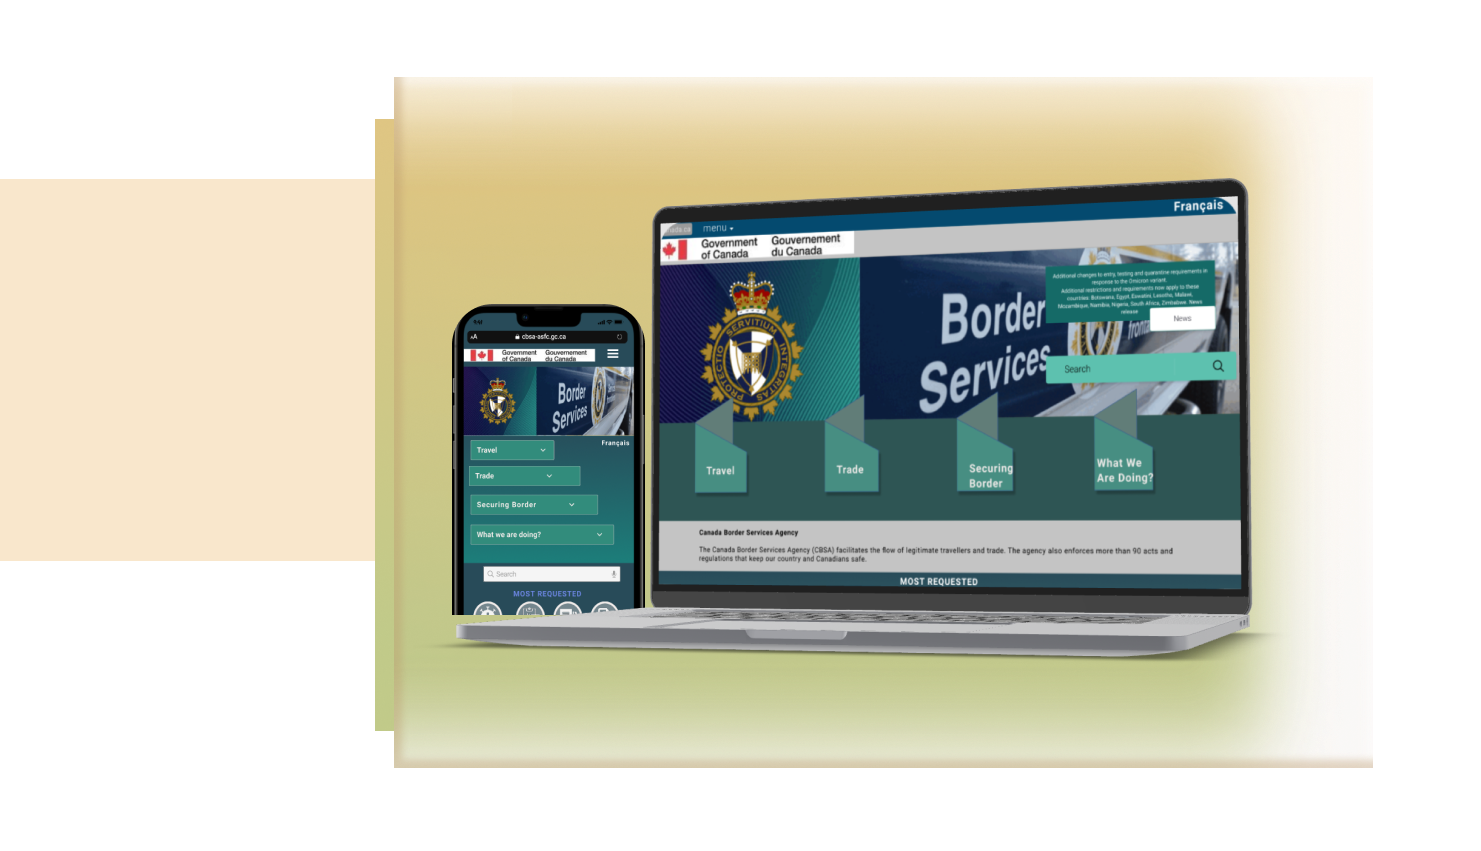 9:41
AA
cbsa-asfc.gc.ca
Government
of Canada
Gouvernement
du Canada
Border
Services
Français
Travel
Trade
Securing Border
What we are doing?
Search
MOST REQUESTED
Français
menu
Government
of Canada
Gouvernement
du Canada
PROTECTIO SERVITIUM INTEGRITAS
Border
Services
Additional changes to entry, testing and quarantine requirements in
response to the Omicron variant
Additional restrictions and requirements now apply to these
countries: Botswana, Egypt, Eswatini, Lesotho, Malawi,
Mozambique, Namibia, Nigeria, South Africa, Zimbabwe. News
release
News
Search
Travel
Trade
Securing
Border
What We
Are Doing?
Canada Border Services Agency
The Canada Border Services Agency (CBSA) facilitates the flow of legitimate travellers and trade. The agency also enforces more than 90 acts and
regulations that keep our country and Canadians safe.
MOST REQUESTED